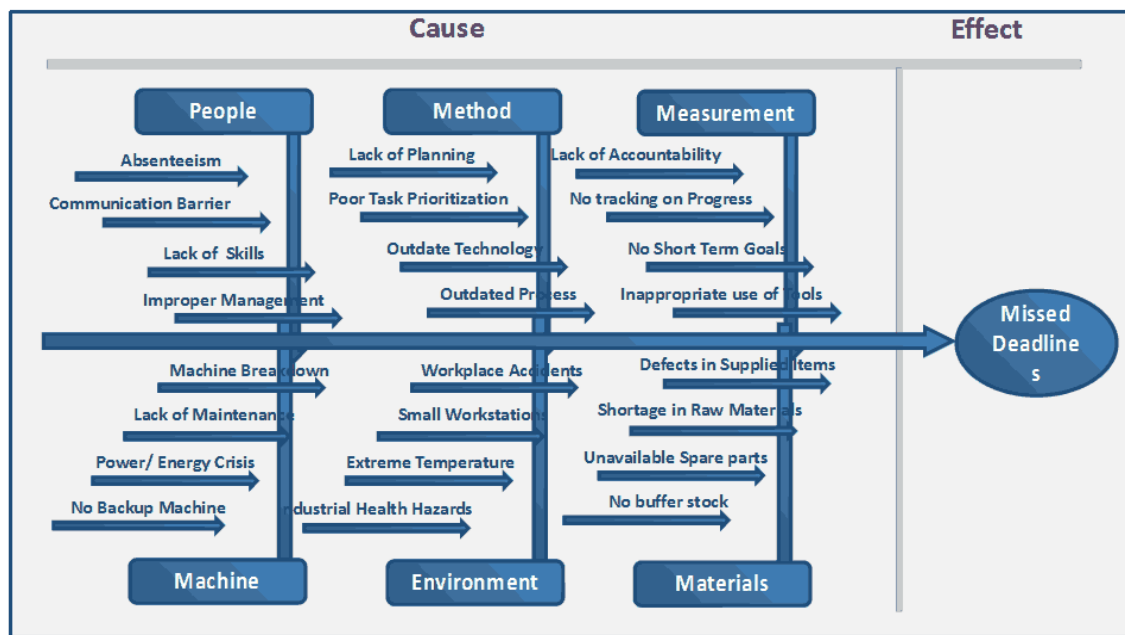 Cause
Effect
People
Method
Measurement
Absenteeism
Communication Barrier
Lack of Skills
Improper Management
Lack of Planning
Poor Task Prioritization
Outdate Technology
Outdated Process
Lack of Accountability
No tracking on Progress
No Short Term Goals
Inappropriate use of Tools
Missed
Deadline
s
Machine Breakdown
Lack of Maintenance
Power/ Energy Crisis
No Backup Machine
Workplace Accidents
Small Workstations
Extreme Temperature
Industrial Health Hazards
Defects in Supplied Items
Shortage in Raw Materials
Unavailable Spare parts
No buffer stock
Machine
Environment
Materials